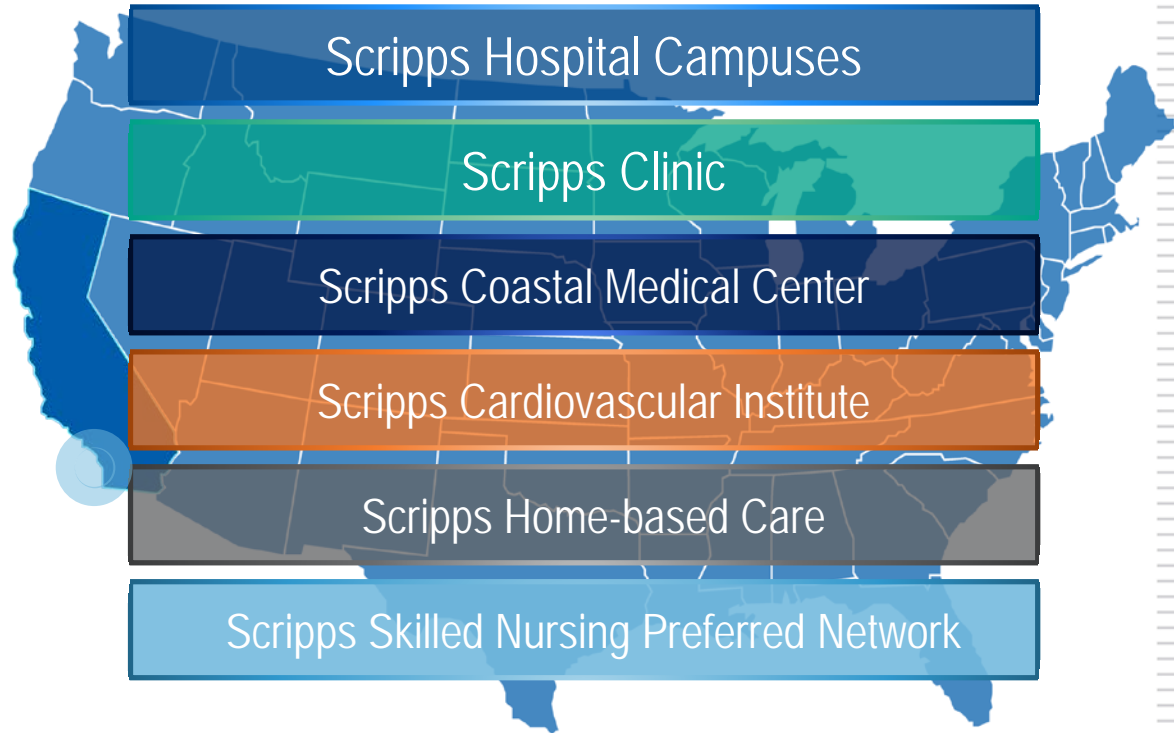 Scripps Hospital Campuses
Scripps Clinic
Scripps Coastal Medical Center
Scripps Cardiovascular Institute
Scripps Home-based Care
Scripps Skilled Nursing Preferred Network